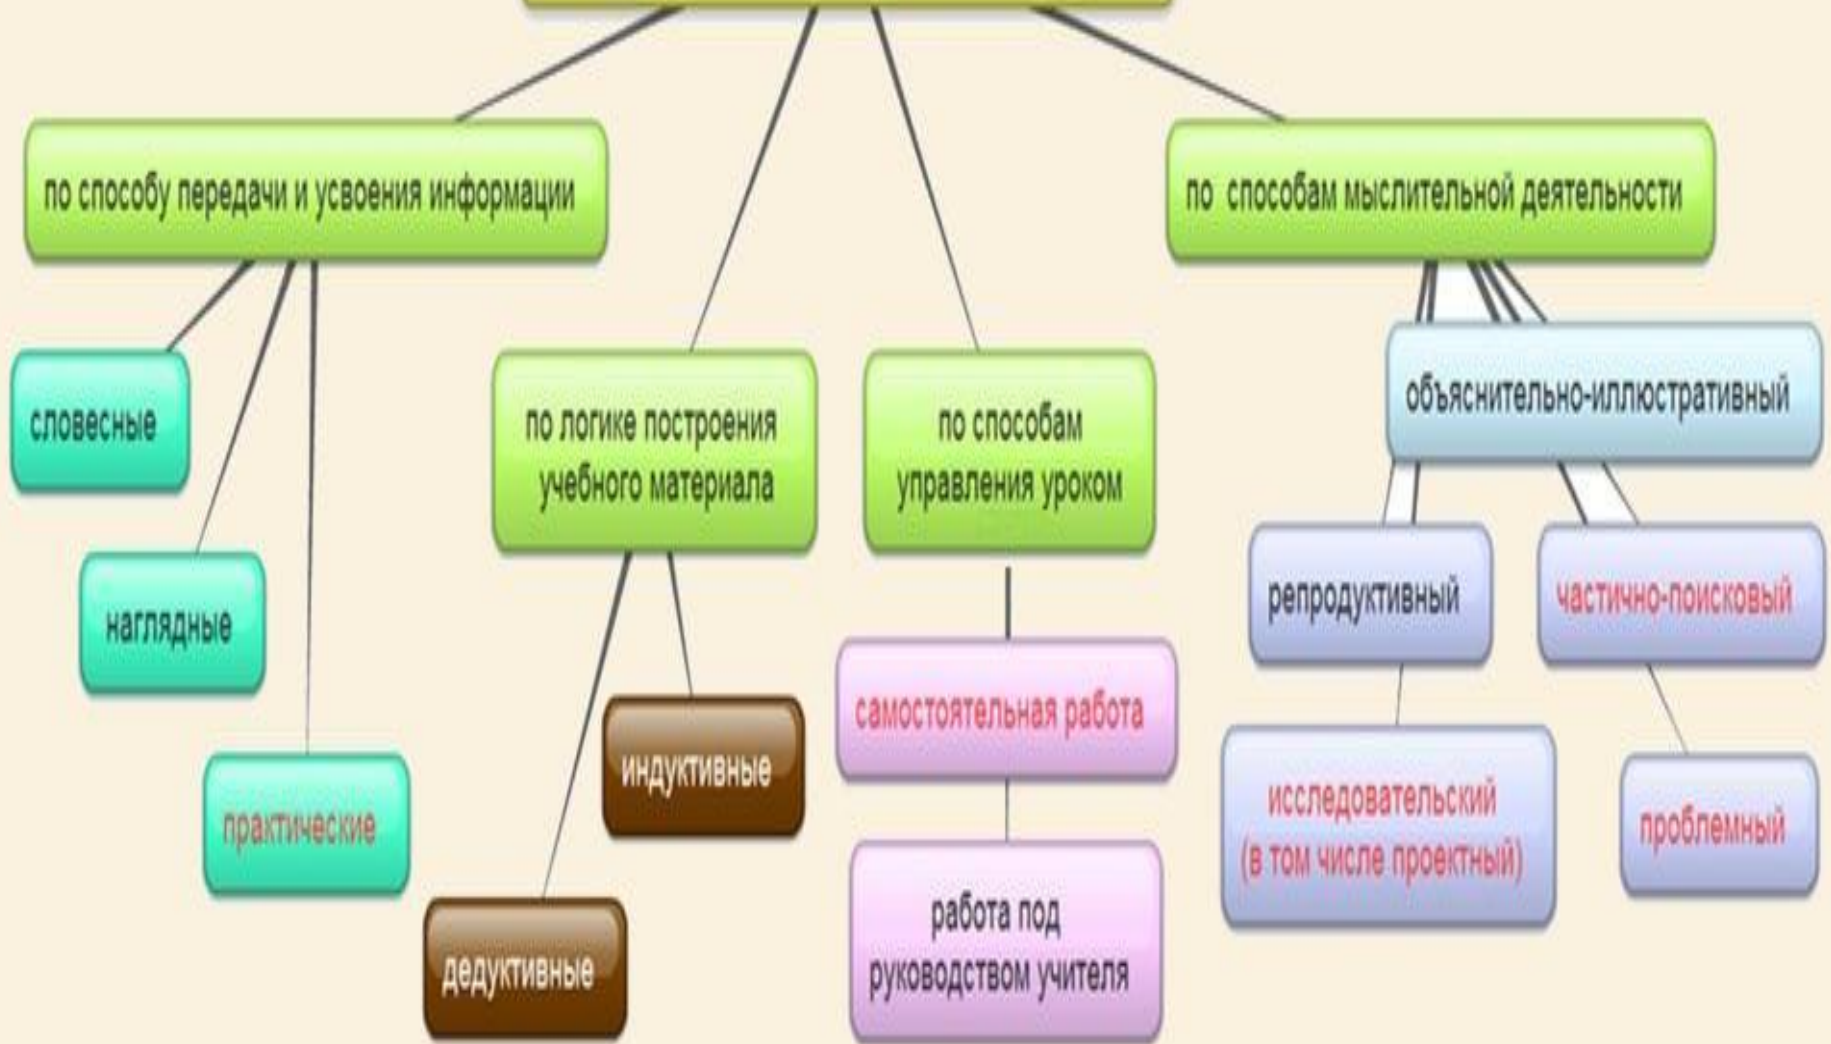 по способу передачи и усвоения информации
по способам мыслительной деятельности
словесные
наглядные
практические
по логике построения
учебного материала
индуктивные
дедуктивные
по способам
управления уроком
самостоятельная работа
работа под
руководством учителя
объяснительно-иллюстративный
репродуктивный
частично-поисковый
исследовательский
(в том числе проектный)
проблемный